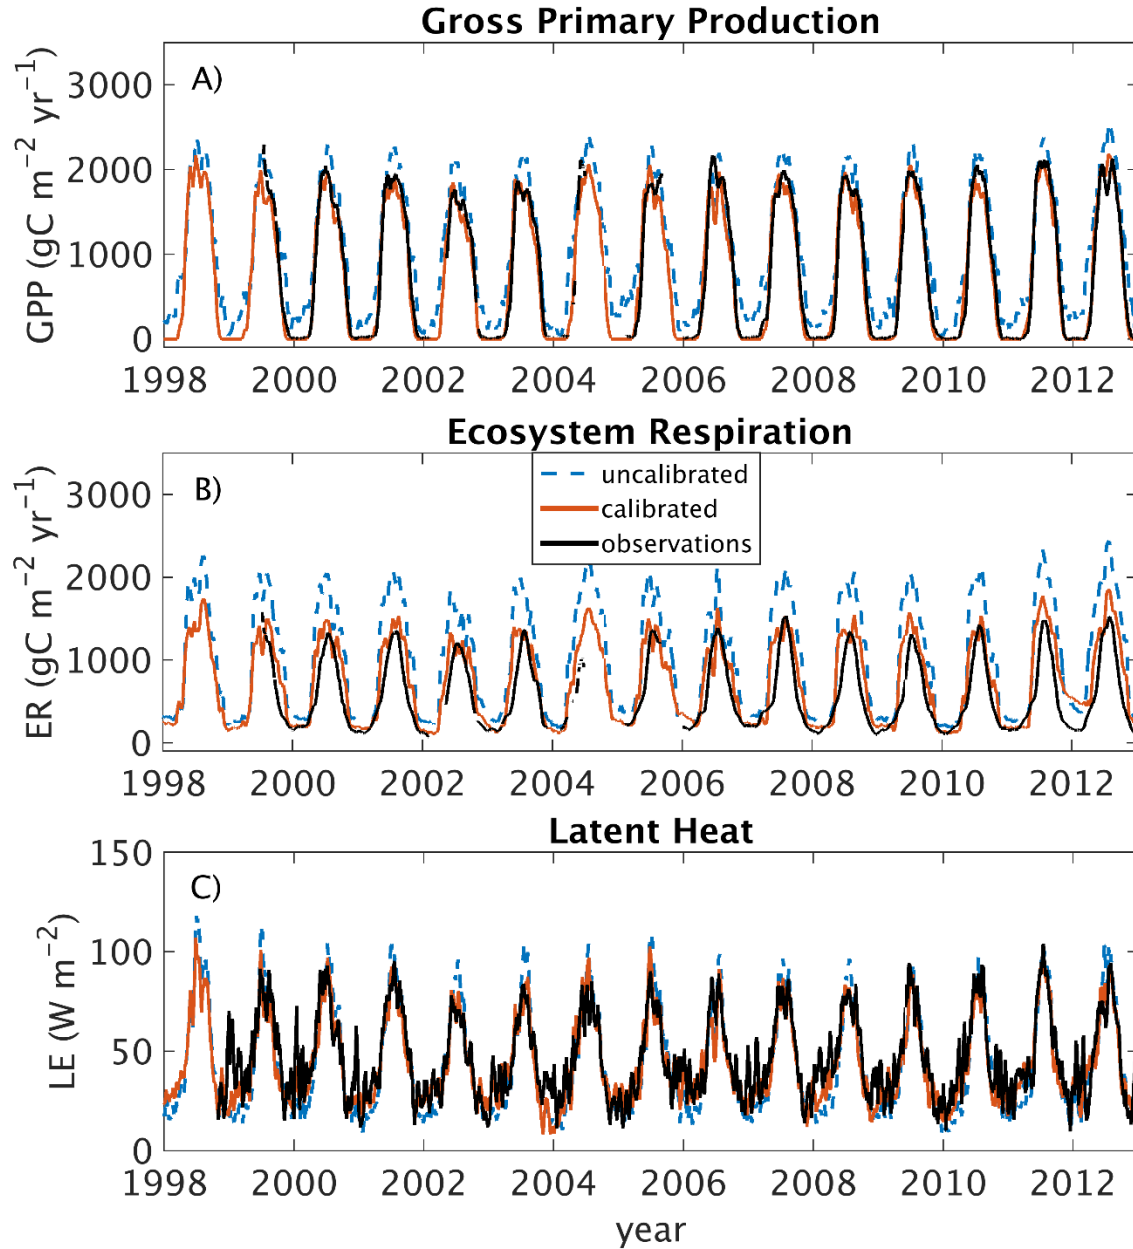 Gross Primary Production
A)
GPP (gC m⁻² yr⁻¹)
3000
2000
1000
0
1998 2000 2002 2004 2006 2008 2010 2012
Ecosystem Respiration
B)
ER (gC m⁻² yr⁻¹)
3000
2000
1000
0
uncalibrated
calibrated
observations
1998 2000 2002 2004 2006 2008 2010 2012
Latent Heat
C)
LE (W m⁻²)
150
100
50
0
1998 2000 2002 2004 2006 2008 2010 2012
year